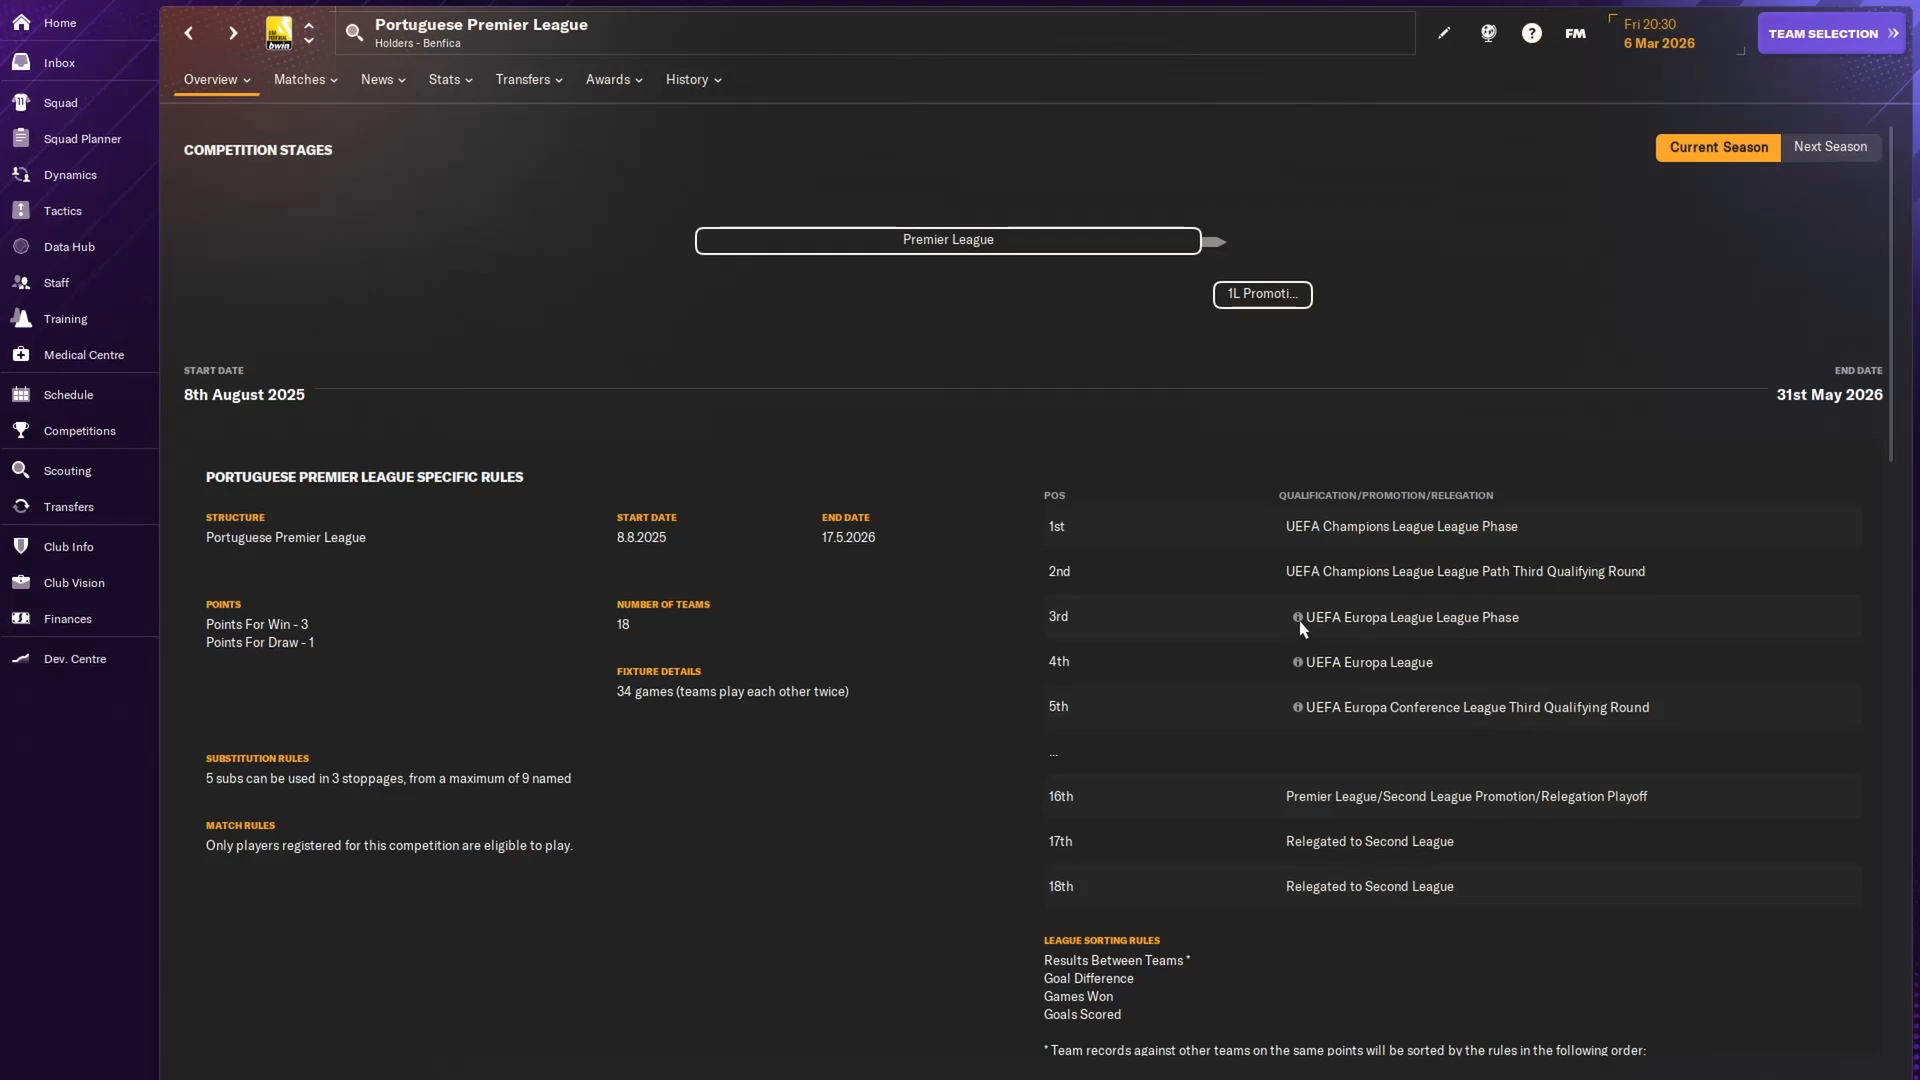 Home
Inbox
Squad
Squad Planner
Dynamics
Tactics
Data Hub
Staff
Training
Medical Centre
Schedule
Competitions
Scouting
Transfers
Club Info
Club Vision
Finances
Dev. Centre
bwin
Portuguese Premier League
Holders - Benfica
FM
Fri 20:30
6 Mar 2026
TEAM SELECTION
Overview
Matches
News
Stats
Transfers
Awards
History
COMPETITION STAGES
Current Season
Next Season
Premier League
1L Promoti...
START DATE
8th August 2025
END DATE
31st May 2026
PORTUGUESE PREMIER LEAGUE SPECIFIC RULES
STRUCTURE
Portuguese Premier League
START DATE
8.8.2025
END DATE
17.5.2026
POINTS
Points For Win - 3
Points For Draw - 1
NUMBER OF TEAMS
18
FIXTURE DETAILS
34 games (teams play each other twice)
SUBSTITUTION RULES
5 subs can be used in 3 stoppages, from a maximum of 9 named
MATCH RULES
Only players registered for this competition are eligible to play.
POS QUALIFICATION/PROMOTION/RELEGATION
1st UEFA Champions League League Phase
2nd UEFA Champions League League Path Third Qualifying Round
3rd UEFA Europa League League Phase
4th UEFA Europa League
5th UEFA Europa Conference League Third Qualifying Round
...
16th Premier League/Second League Promotion/Relegation Playoff
17th Relegated to Second League
18th Relegated to Second League
LEAGUE SORTING RULES
Results Between Teams *
Goal Difference
Games Won
Goals Scored
* Team records against other teams on the same points will be sorted by the rules in the following order: